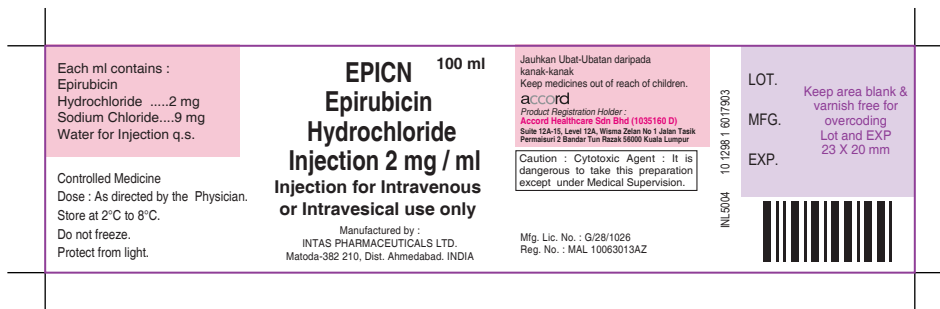 Each ml contains :
Epirubicin
Hydrochloride .....2 mg
Sodium Chloride....9 mg
Water for Injection q.s.
Controlled Medicine
Dose : As directed by the Physician.
Store at 2°C to 8°C.
Do not freeze.
Protect from light.
EPICN
100 ml
Epirubicin
Hydrochloride
Injection 2 mg / ml
Injection for Intravenous
or Intravesical use only
Manufactured by :
INTAS PHARMACEUTICALS LTD.
Matoda-382 210, Dist. Ahmedabad. INDIA
Jauhkan Ubat-Ubatan daripada
kanak-kanak
Keep medicines out of reach of children.
accord
Product Registration Holder :
Accord Healthcare Sdn Bhd (1035160 D)
Suite 12A-15, Level 12A, Wisma Zelan No 1 Jalan Tasik
Permaisuri 2 Bandar Tun Razak 56000 Kuala Lumpur
Caution : Cytotoxic Agent : It is
dangerous to take this preparation
except under Medical Supervision.
Mfg. Lic. No. : G/28/1026
Reg. No. : MAL 10063013AZ
INL5004 10 1298 1 6017903
LOT.
MFG.
EXP.
Keep area blank &
varnish free for
overcoding
Lot and EXP
23 X 20 mm